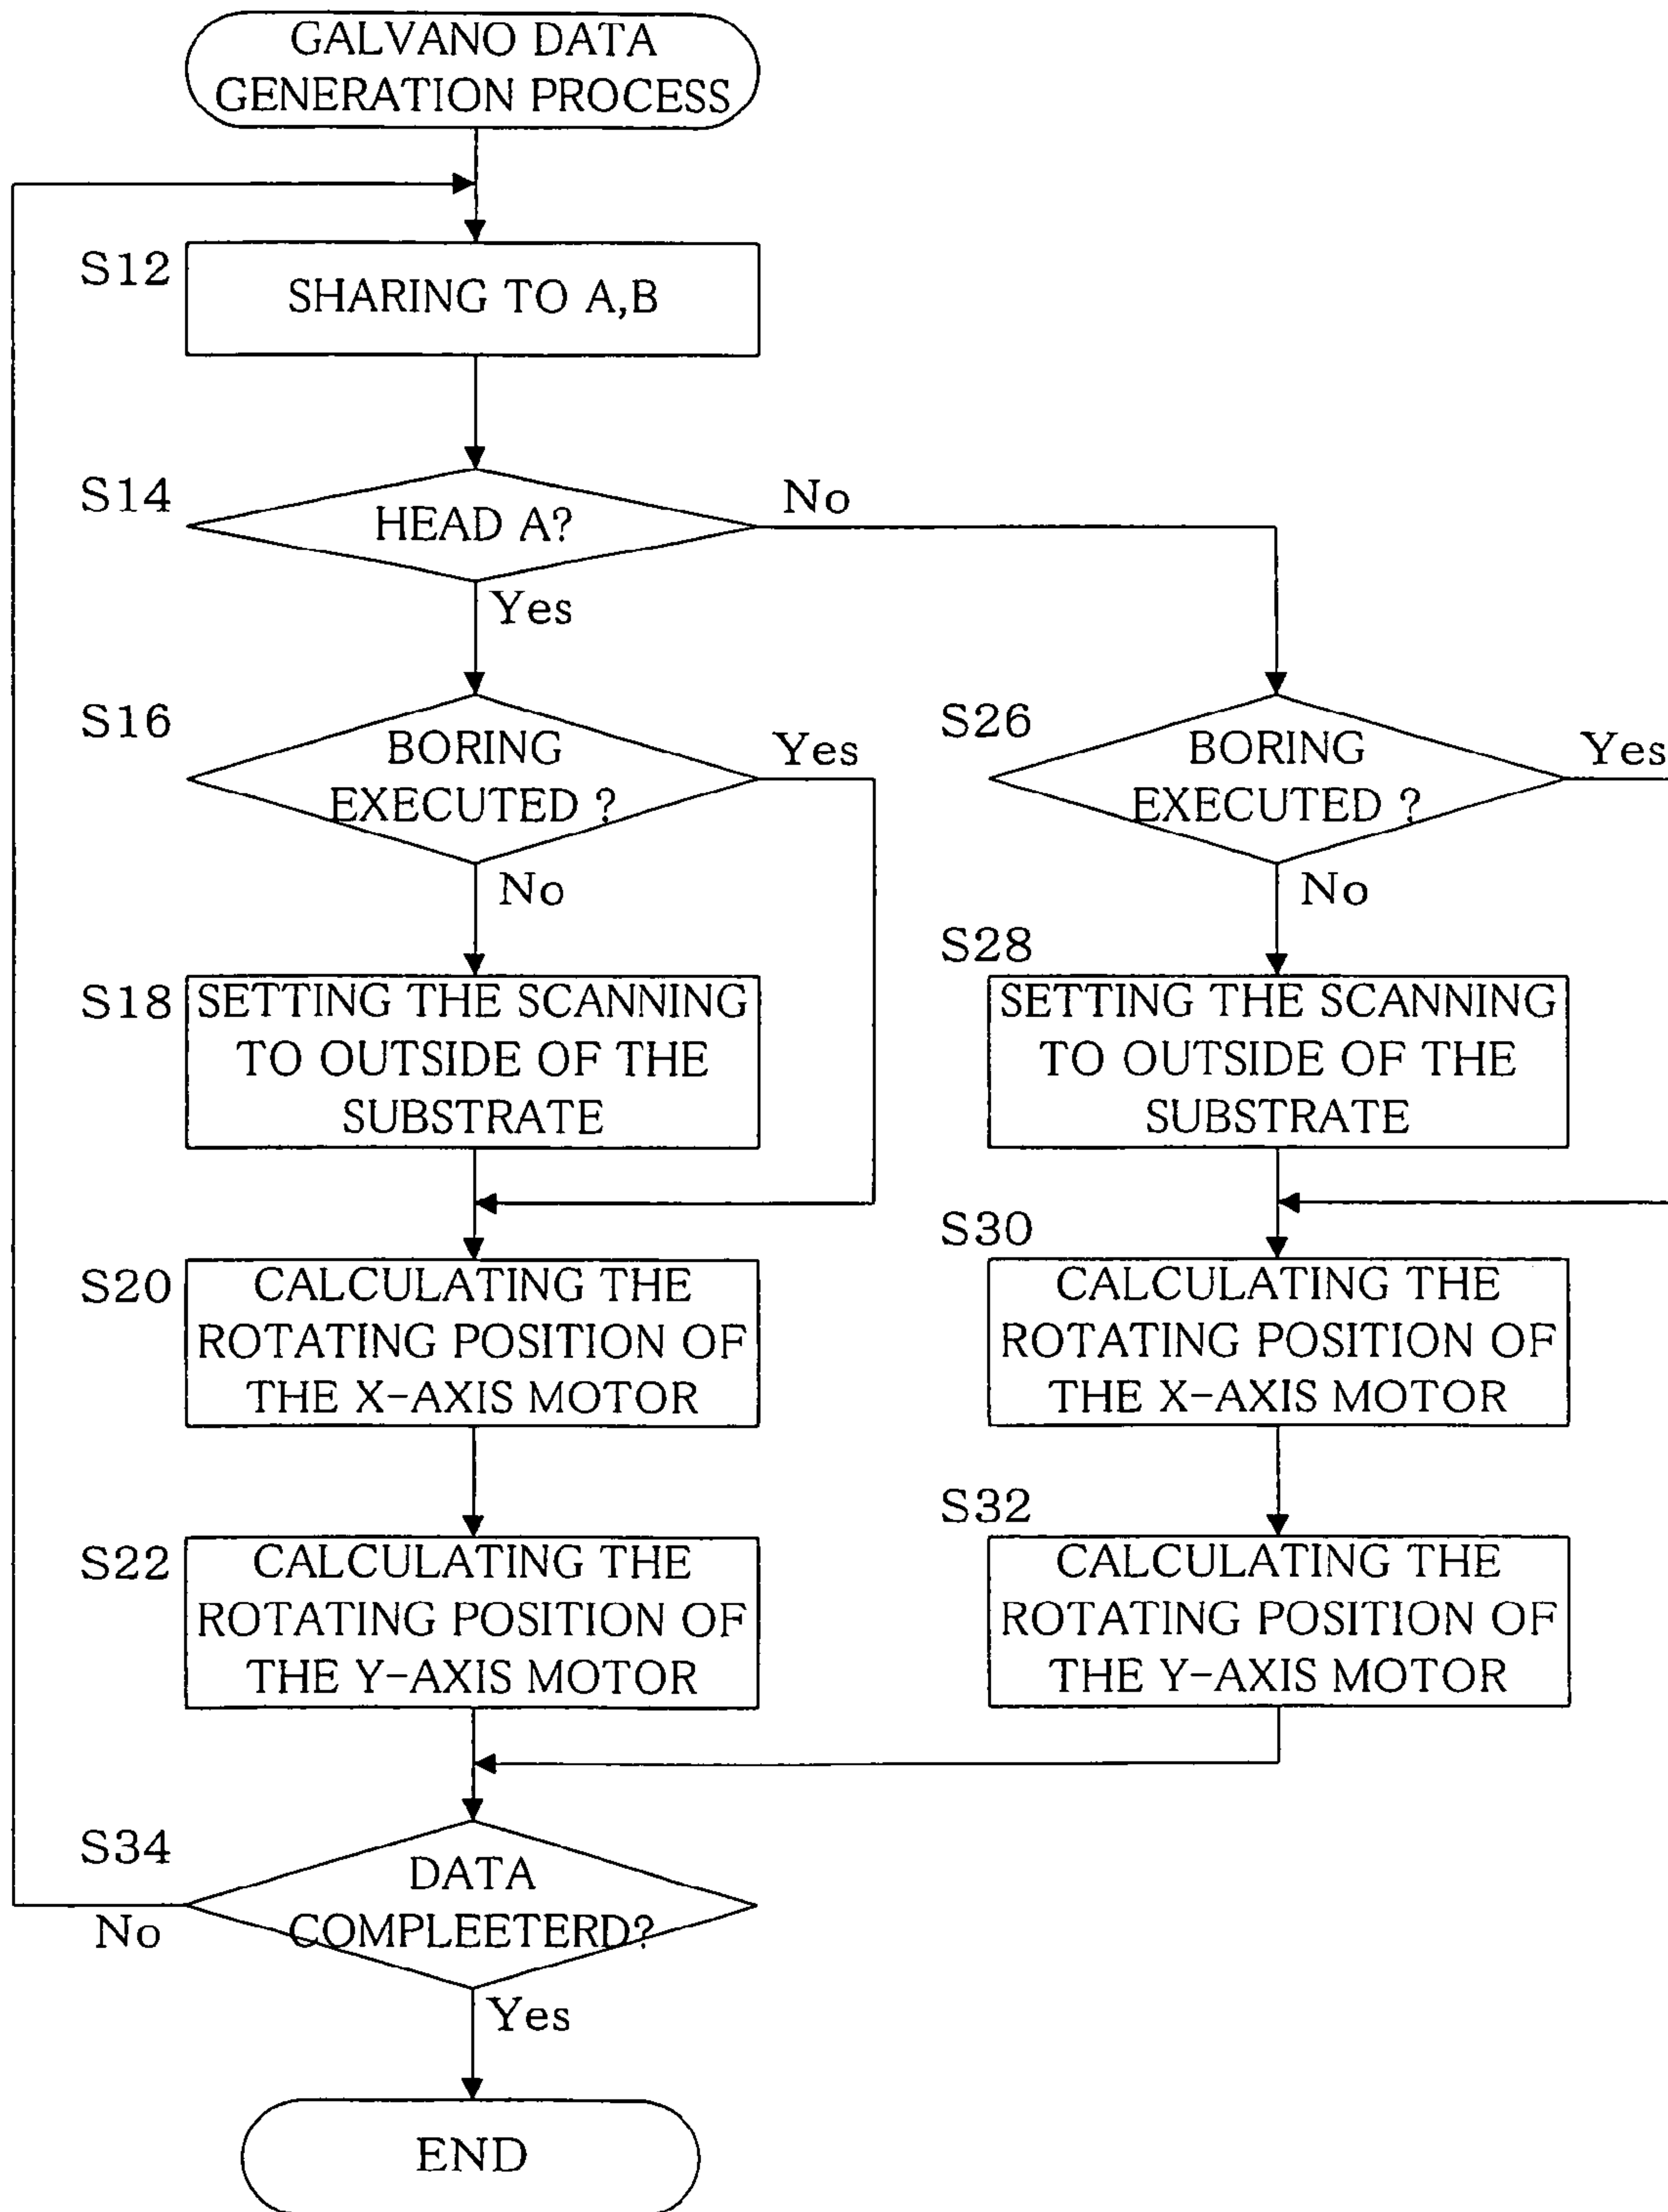 GALVANO DATA
GENERATION PROCESS
S12
SHARING TO A,B
S14
HEAD A?
No
Yes
S16
BORING
EXECUTED ?
Yes
No
S26
BORING
EXECUTED ?
Yes
No
S18
SETTING THE SCANNING
TO OUTSIDE OF THE
SUBSTRATE
S28
SETTING THE SCANNING
TO OUTSIDE OF THE
SUBSTRATE
S20
CALCULATING THE
ROTATING POSITION OF
THE X-AXIS MOTOR
S30
CALCULATING THE
ROTATING POSITION OF
THE X-AXIS MOTOR
S22
CALCULATING THE
ROTATING POSITION OF
THE Y-AXIS MOTOR
S32
CALCULATING THE
ROTATING POSITION OF
THE Y-AXIS MOTOR
S34
DATA
COMPLEETERD?
No
Yes
END